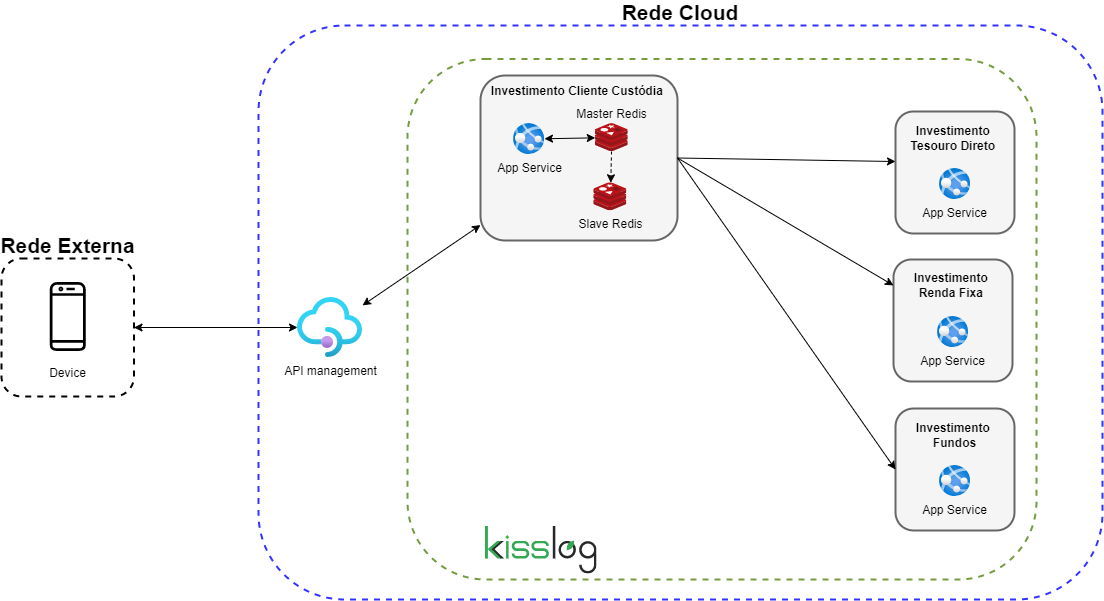 Rede Cloud
Investimento Cliente Custódia
Master Redis
App Service
Slave Redis
Investimento
Tesouro Direto
App Service
Rede Externa
Device
API management
Investimento
Renda Fixa
App Service
Investimento
Fundos
App Service
kisslog